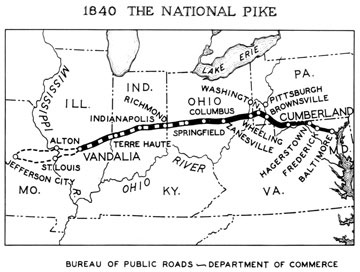 1840 THE NATIONAL PIKE
LAKE ERIE
PA.
MISSISSIPPI
ILL.
IND.
OHIO
WASHINGTON
PITTSBURGH
BROWNSVILLE
RICHMOND
COLUMBUS
CUMBERLAND
INDIANAPOLIS
WHEELING
ZANESVILLE
SPRINGFIELD
ALTON
TERRE HAUTE
HAGERSTOWN
FREDERICK
BALTIMORE
VANDALIA
ST. LOUIS
JEFFERSON CITY
RIVER
MO.
R.
OHIO
KY.
VA.
BUREAU OF PUBLIC ROADS — DEPARTMENT OF COMMERCE